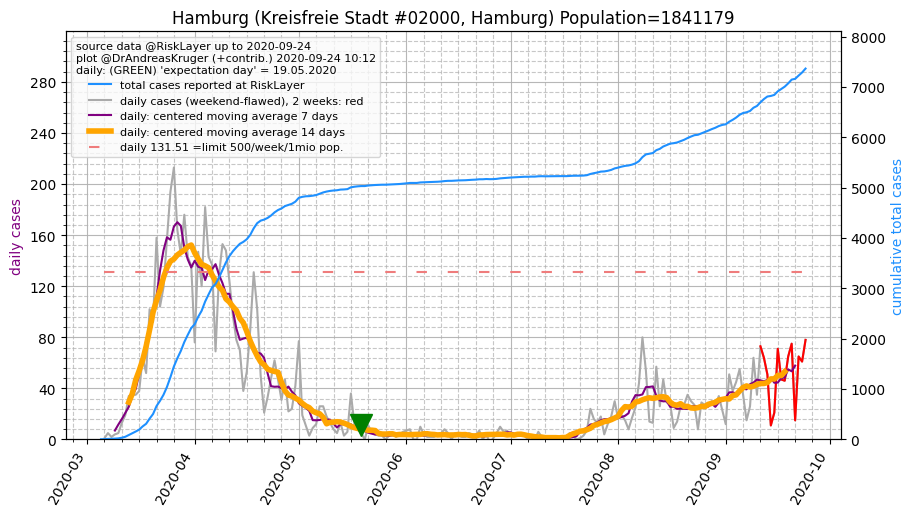 Hamburg (Kreisfreie Stadt #02000, Hamburg) Population=1841179
source data @RiskLayer up to 2020-09-24
plot @DrAndreasKruger (+contrib.) 2020-09-24 10:12
daily: (GREEN) 'expectation day' = 19.05.2020
total cases reported at RiskLayer
daily cases (weekend-flawed), 2 weeks: red
daily: centered moving average 7 days
daily: centered moving average 14 days
daily 131.51 =limit 500/week/1mio pop.
daily cases
280
240
200
160
120
80
40
0
cumulative total cases
8000
7000
6000
5000
4000
3000
2000
1000
0
2020-03
2020-04
2020-05
2020-06
2020-07
2020-08
2020-09
2020-10